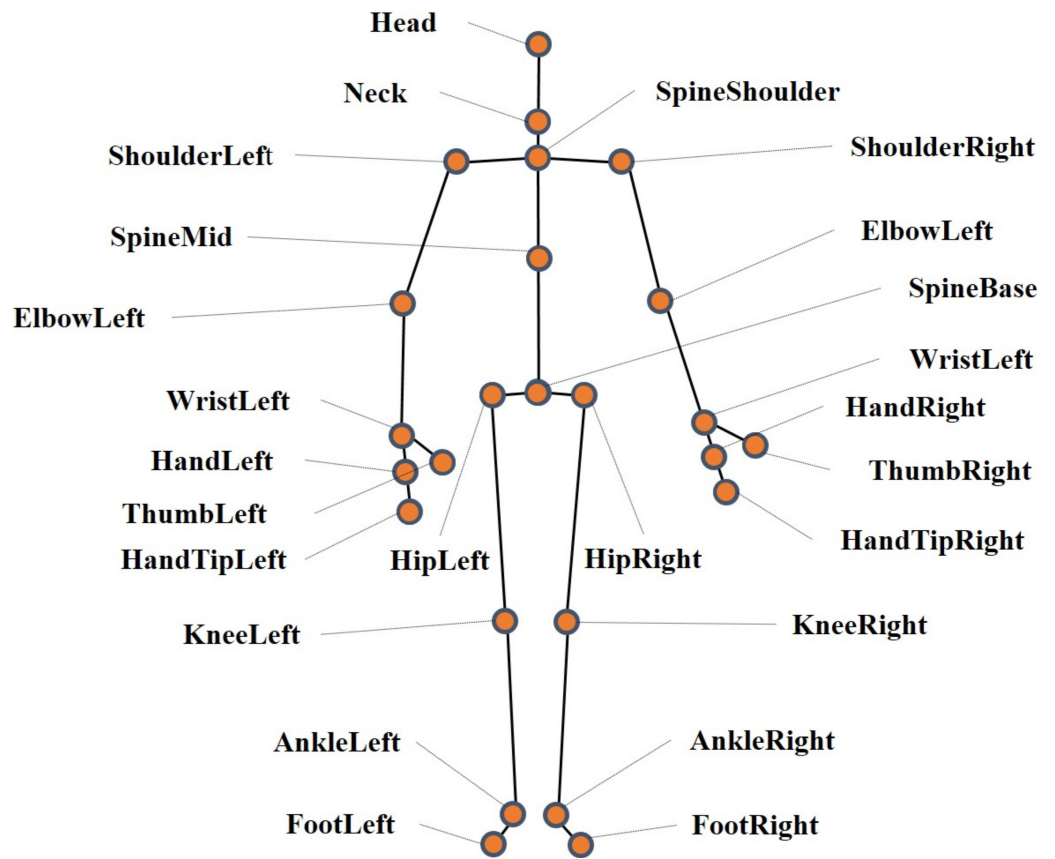 Head
Neck
SpineShoulder
ShoulderLeft
ShoulderRight
SpineMid
ElbowLeft
SpineBase
ElbowLeft
WristLeft
WristLeft
HandRight
HandLeft
ThumbRight
ThumbLeft
HandTipRight
HandTipLeft
HipLeft
HipRight
KneeLeft
KneeRight
AnkleLeft
AnkleRight
FootLeft
FootRight